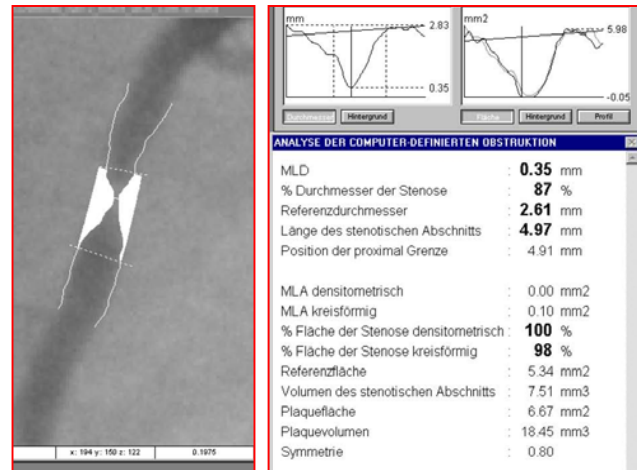 x: 194 y: 150 z: 122 0.1975
mm
2.83
0.35
mm2
5.98
-0.05
Durchmesser Hintergrund Fläche Hintergrund Profil
ANALYSE DER COMPUTER-DEFINIERTEN OBSTRUKTION
MLD : 0.35 mm
% Durchmesser der Stenose : 87 %
Referenzdurchmesser : 2.61 mm
Länge des stenotischen Abschnitts : 4.97 mm
Position der proximal Grenze : 4.91 mm
MLA densitometrisch : 0.00 mm2
MLA kreisförmig : 0.10 mm2
% Fläche der Stenose densitometrisch : 100 %
% Fläche der Stenose kreisförmig : 98 %
Referenzfläche : 5.34 mm2
Volumen des stenotischen Abschnitts : 7.51 mm3
Plaquefläche : 6.67 mm2
Plaquevolumen : 18.45 mm3
Symmetrie : 0.80